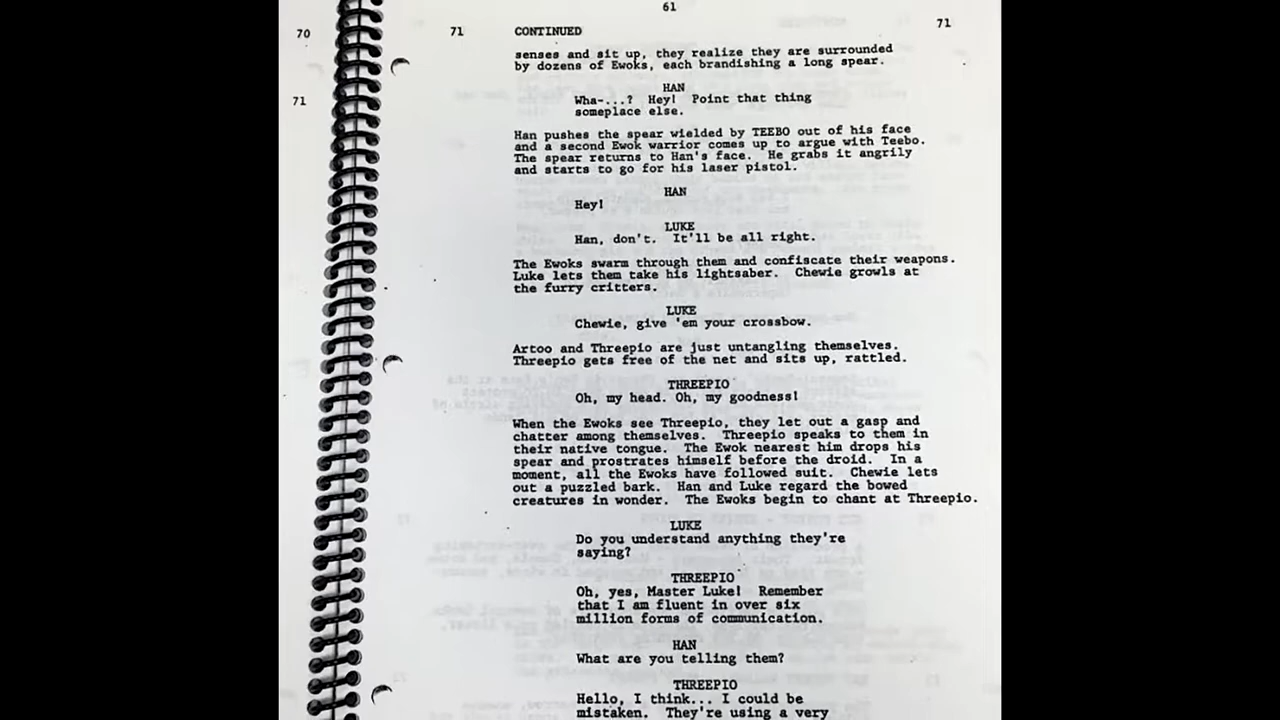 61
70
71
CONTINUED
71
71
senses and sit up, they realize they are surrounded
by dozens of Ewoks, each brandishing a long spear.
HAN
Wha-...? Hey! Point that thing
someplace else.
Han pushes the spear wielded by TEEBO out of his face
and a second Ewok warrior comes up to argue with Teebo.
The spear returns to Han's face. He grabs it angrily
and starts to go for his laser pistol.
HAN
Hey!
LUKE
Han, don't. It'll be all right.
The Ewoks swarm through them and confiscate their weapons.
Luke lets them take his lightsaber. Chewie growls at
the furry critters.
LUKE
Chewie, give 'em your crossbow.
Artoo and Threepio are just untangling themselves.
Threepio gets free of the net and sits up, rattled.
THREEPIO
Oh, my head. Oh, my goodness!
When the Ewoks see Threepio, they let out a gasp and
chatter among themselves. Threepio speaks to them in
their native tongue. The Ewok nearest him drops his
spear and prostrates himself before the droid. In a
moment, all the Ewoks have followed suit. Chewie lets
out a puzzled bark. Han and Luke regard the bowed
creatures in wonder. The Ewoks begin to chant at Threepio.
LUKE
Do you understand anything they're
saying?
THREEPIO
Oh, yes, Master Luke! Remember
that I am fluent in over six
million forms of communication.
HAN
What are you telling them?
THREEPIO
Hello, I think... I could be
mistaken. They're using a very